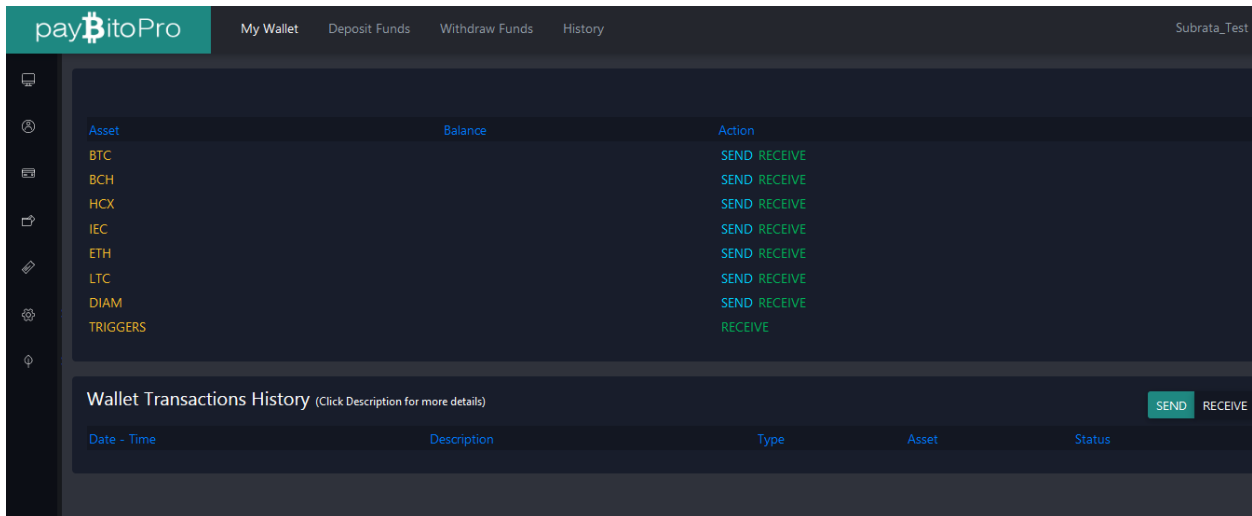 pay₿itoPro My Wallet Deposit Funds Withdraw Funds History Subrata_Test
Asset Balance Action
BTC SEND RECEIVE
BCH SEND RECEIVE
HCX SEND RECEIVE
IEC SEND RECEIVE
ETH SEND RECEIVE
LTC SEND RECEIVE
DIAM SEND RECEIVE
TRIGGERS RECEIVE
Wallet Transactions History (Click Description for more details) SEND RECEIVE
Date - Time Description Type Asset Status